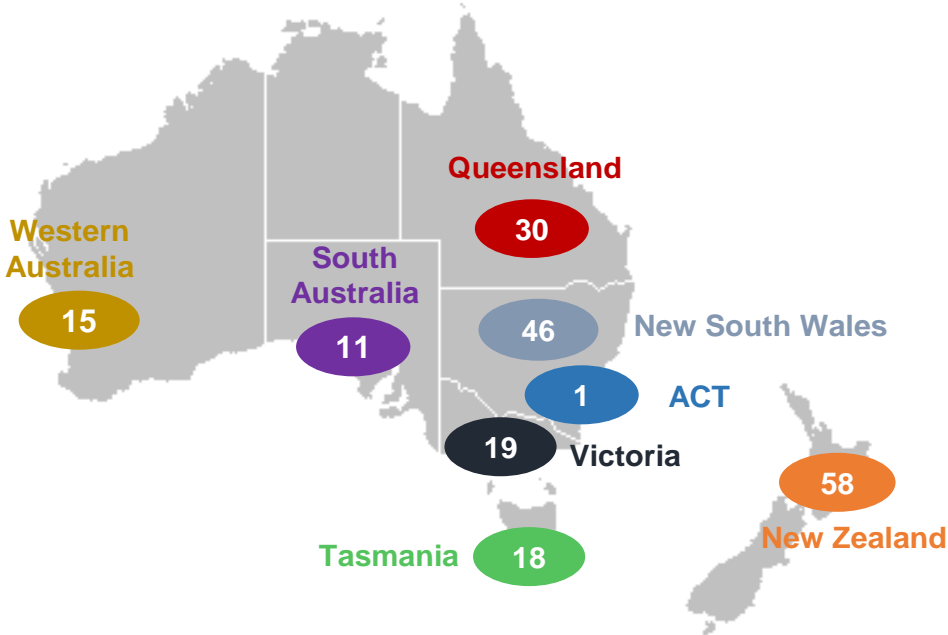 Queensland
30
Western
Australia
15
South
Australia
11
46
New South Wales
1
ACT
19
Victoria
58
New Zealand
Tasmania
18